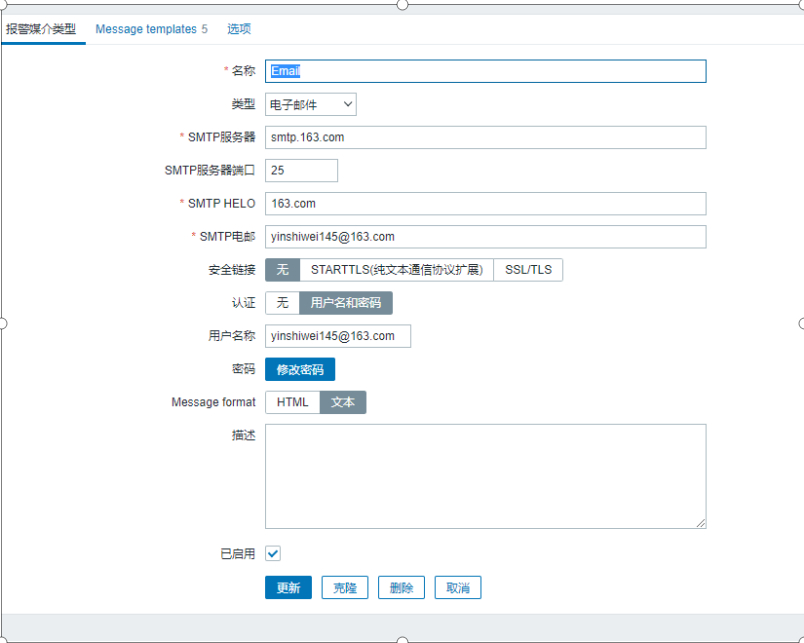 报警媒介类型 Message templates 5 选项
* 名称 Email
类型 电子邮件
* SMTP服务器 smtp.163.com
SMTP服务器端口 25
* SMTP HELO 163.com
* SMTP电邮 yinshiwei145@163.com
安全链接 无 STARTTLS(纯文本通信协议扩展) SSL/TLS
认证 无 用户名和密码
用户名称 yinshiwei145@163.com
密码 修改密码
Message format HTML 文本
描述
已启用
更新 克隆 删除 取消